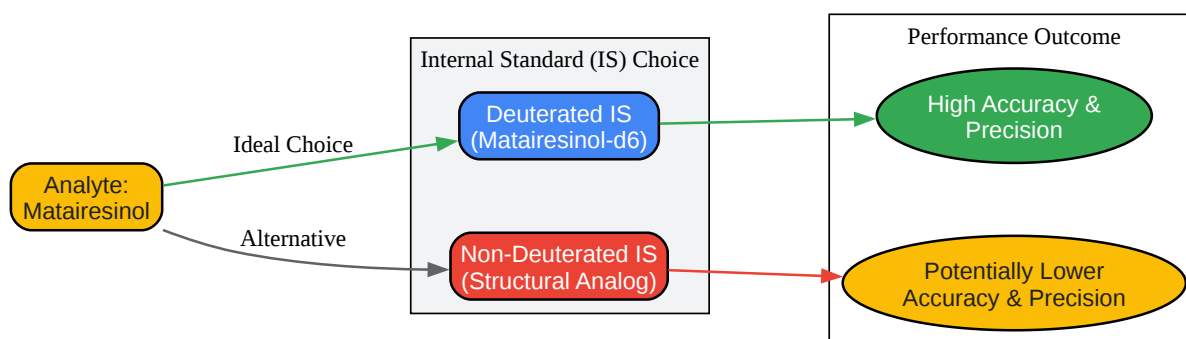 Performance Outcome
Internal Standard (IS) Choice
High Accuracy &
Precision
Deuterated IS
(Matairesinol-d6)
Ideal Choice
Analyte:
Matairesinol
Alternative
Non-Deuterated IS
(Structural Analog)
Potentially Lower
Accuracy & Precision